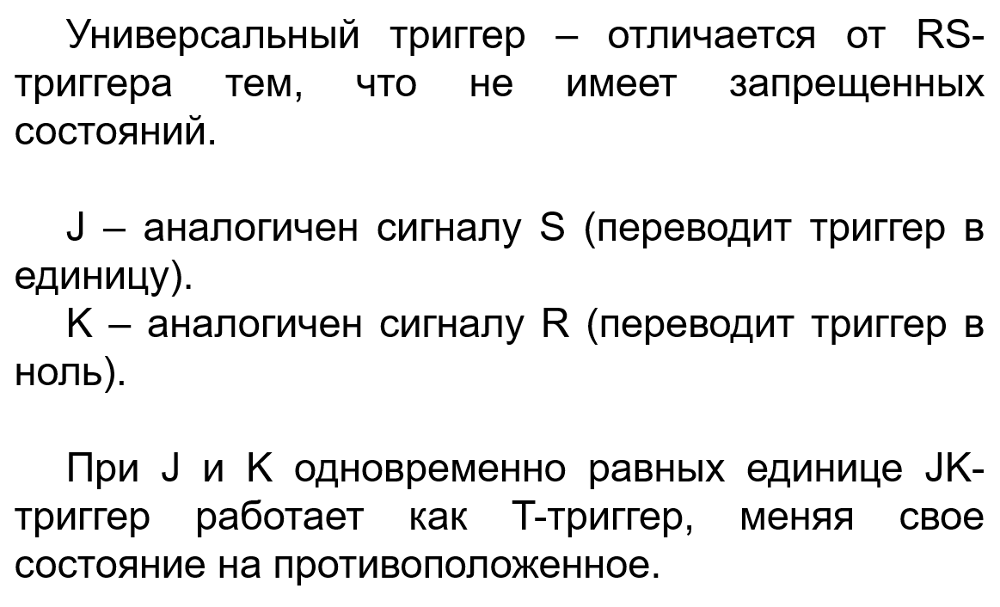 Универсальный триггер – отличается от RS-
триггера тем, что не имеет запрещенных
состояний.
J – аналогичен сигналу S (переводит триггер в
единицу).
K – аналогичен сигналу R (переводит триггер в
ноль).
При J и K одновременно равных единице JK-
триггер работает как T-триггер, меняя свое
состояние на противоположенное.